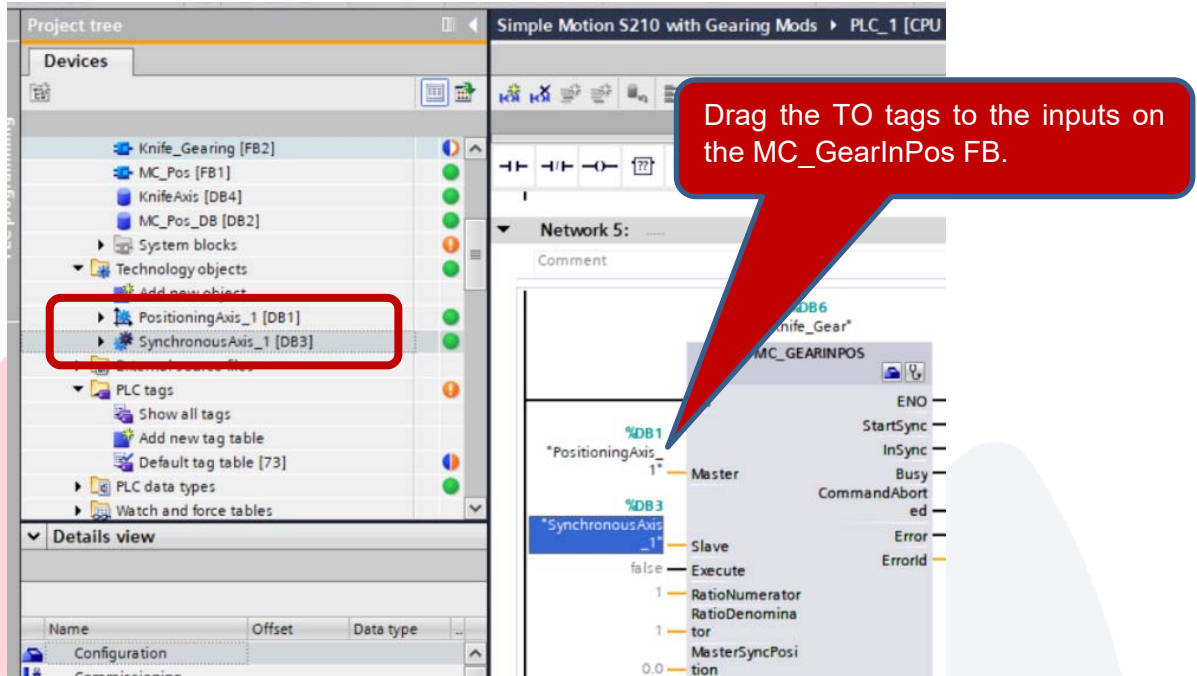 Project tree
Devices
Knife_Gearing [FB2]
MC_Pos [FB1]
KnifeAxis [DB4]
MC_Pos_DB [DB2]
System blocks
Technology objects
Add new object
PositioningAxis_1 [DB1]
SynchronousAxis_1 [DB3]
PLC tags
Show all tags
Add new tag table
Default tag table [73]
PLC data types
Watch and force tables
Details view
Name Offset Data type ..
Configuration
Commissioning
Simple Motion S210 with Gearing Mods PLC_1 [CPU
Drag the TO tags to the inputs on
the MC_GearInPos FB.
Network 5: .....
Comment
DB6
MC_GEARINPOS
ENO
StartSync
%DB1
"PositioningAxis_
1"
Master
InSync
Busy
CommandAbort
ed
%DB3
"SynchronousAxis
_1"
Slave
Error
ErrorId
false Execute
1 RatioNumerator
RatioDenomina
1 tor
MasterSyncPosi
0.0 tion